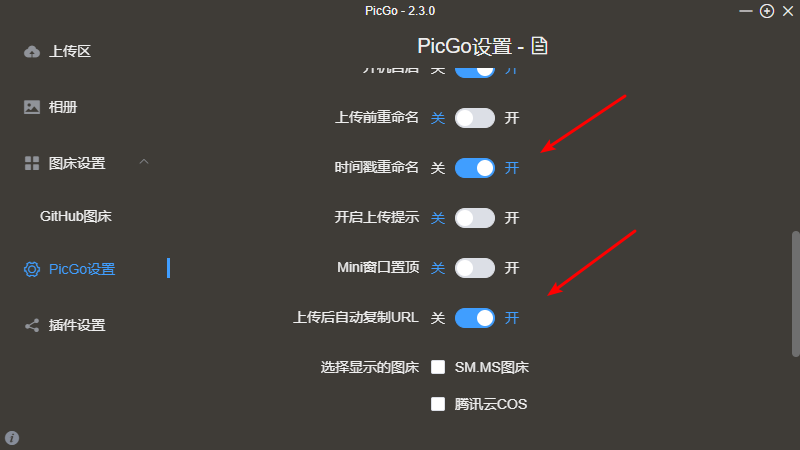 PicGo - 2.3.0
上传区
相册
图床设置
GitHub图床
PicGo设置
插件设置
PicGo设置 -
开机自启 关 开
上传前重命名 关 开
时间戳重命名 关 开
开启上传提示 关 开
Mini窗口置顶 关 开
上传后自动复制URL 关 开
选择显示的图床 SM.MS图床
腾讯云COS